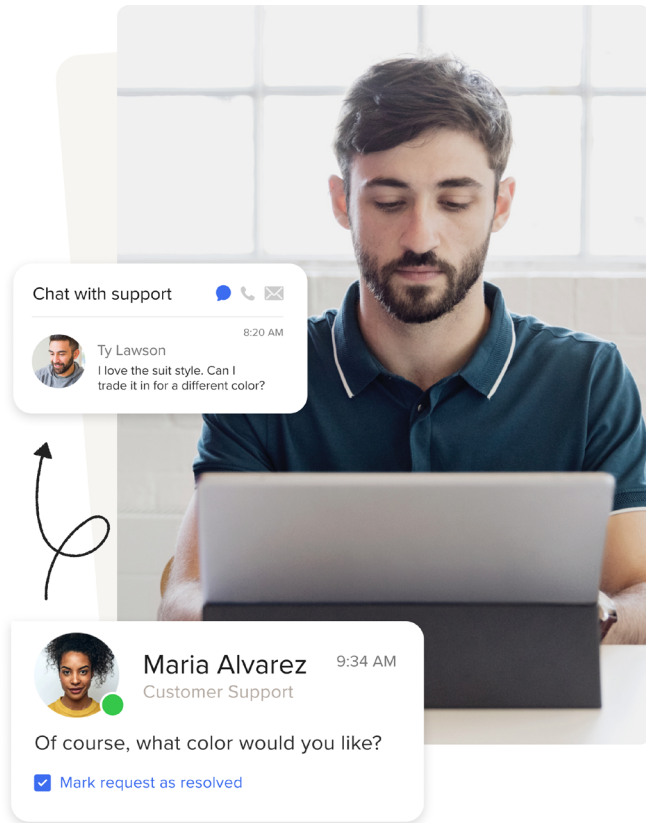 Chat with support
8:20 AM
Ty Lawson
I love the suit style. Can I
trade it in for a different color?
Maria Alvarez
9:34 AM
Customer Support
Of course, what color would you like?
Mark request as resolved